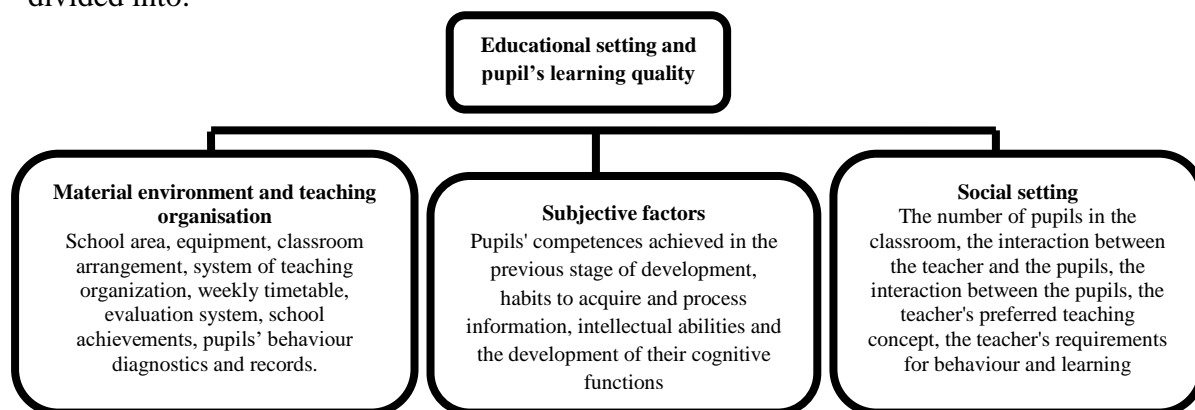 divided into:
Educational setting and
pupil's learning quality
Material environment and teaching
organisation
School area, equipment, classroom
arrangement, system of teaching
organization, weekly timetable,
evaluation system, school
achievements, pupils’ behaviour
diagnostics and records.
Subjective factors
Pupils' competences achieved in the
previous stage of development,
habits to acquire and process
information, intellectual abilities and
the development of their cognitive
functions
Social setting
The number of pupils in the
classroom, the interaction between
the teacher and the pupils, the
interaction between the pupils, the
teacher's preferred teaching
concept, the teacher's requirements
for behaviour and learning